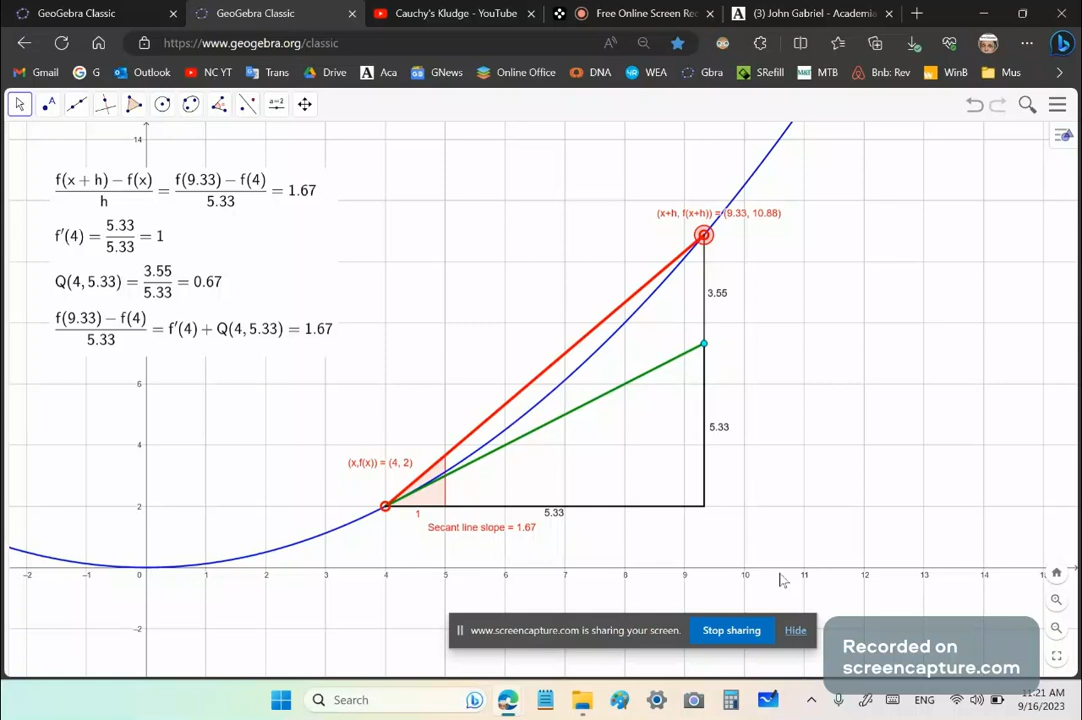 GeoGebra Classic
GeoGebra Classic
Cauchy's Kludge - YouTube
Free Online Screen Rec
(3) John Gabriel - Academia
https://www.geogebra.org/classic
Gmail
G
Outlook
NC YT
Trans
Drive
Aca
GNews
Online Office
DNA
WEA
Gbra
SRefill
MTB
Bnb: Rev
WinB
Mus
a=2
f(x + h) − f(x) / h = f(9.33) − f(4) / 5.33 = 1.67
f′(4) = 5.33 / 5.33 = 1
Q(4, 5.33) = 3.55 / 5.33 = 0.67
f(9.33) − f(4) / 5.33 = f′(4) + Q(4, 5.33) = 1.67
(x+h, f(x+h)) = (9.33, 10.88)
3.55
5.33
(x,f(x)) = (4, 2)
1
5.33
Secant line slope = 1.67
14
6
4
2
−2
−2 −1 0 1 2 3 4 5 6 7 8 9 10 11 12 13 14 15
www.screencapture.com is sharing your screen.
Stop sharing
Hide
Recorded on
screencapture.com
Search
ENG
11:21 AM
9/16/2023